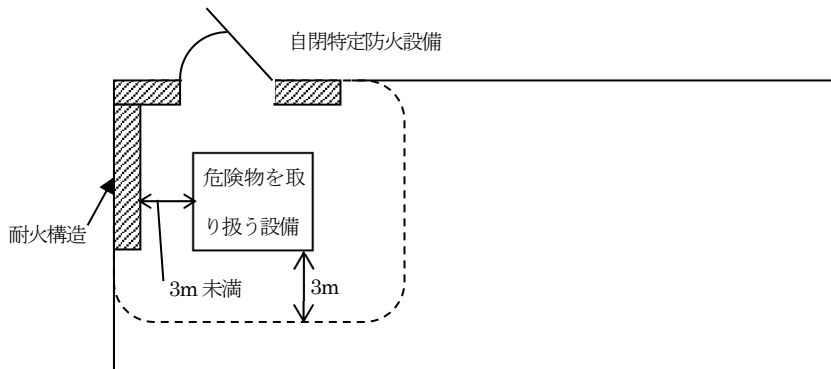 自閉特定防火設備
危険物を取
り扱う設備
耐火構造
3m 未満
3m